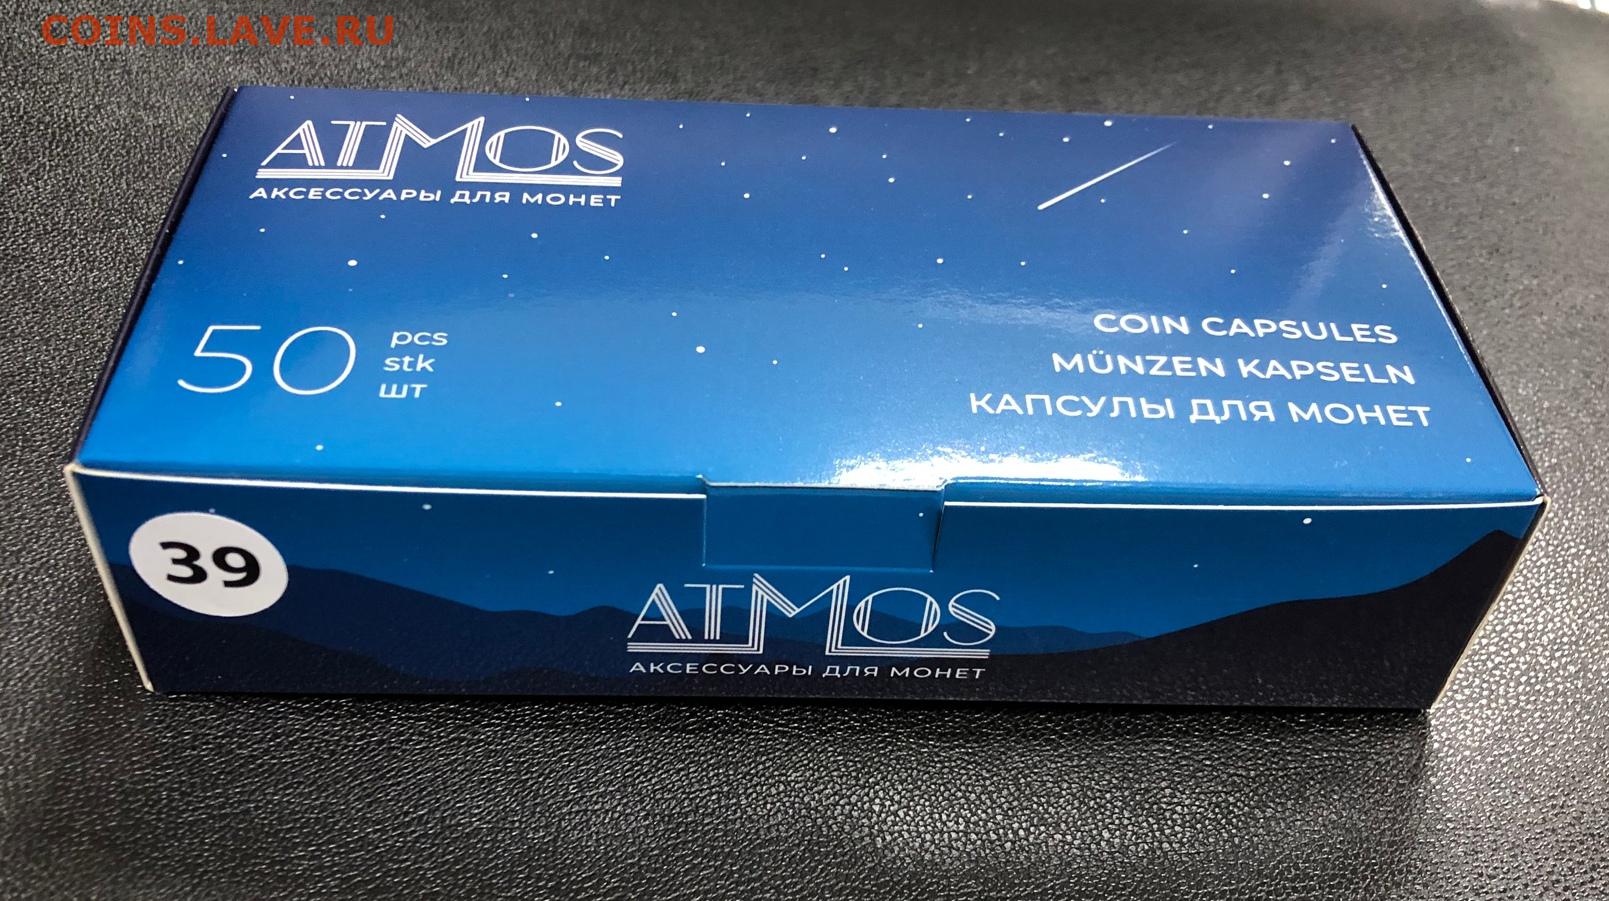 COINS.LAVE.RU
ATMOS
АКСЕССУАРЫ ДЛЯ МОНЕТ
50
pcs
stk
шт
COIN CAPSULES
MÜNZEN KAPSELN
КАПСУЛЫ ДЛЯ МОНЕТ
39
ATMOS
АКСЕССУАРЫ ДЛЯ МОНЕТ